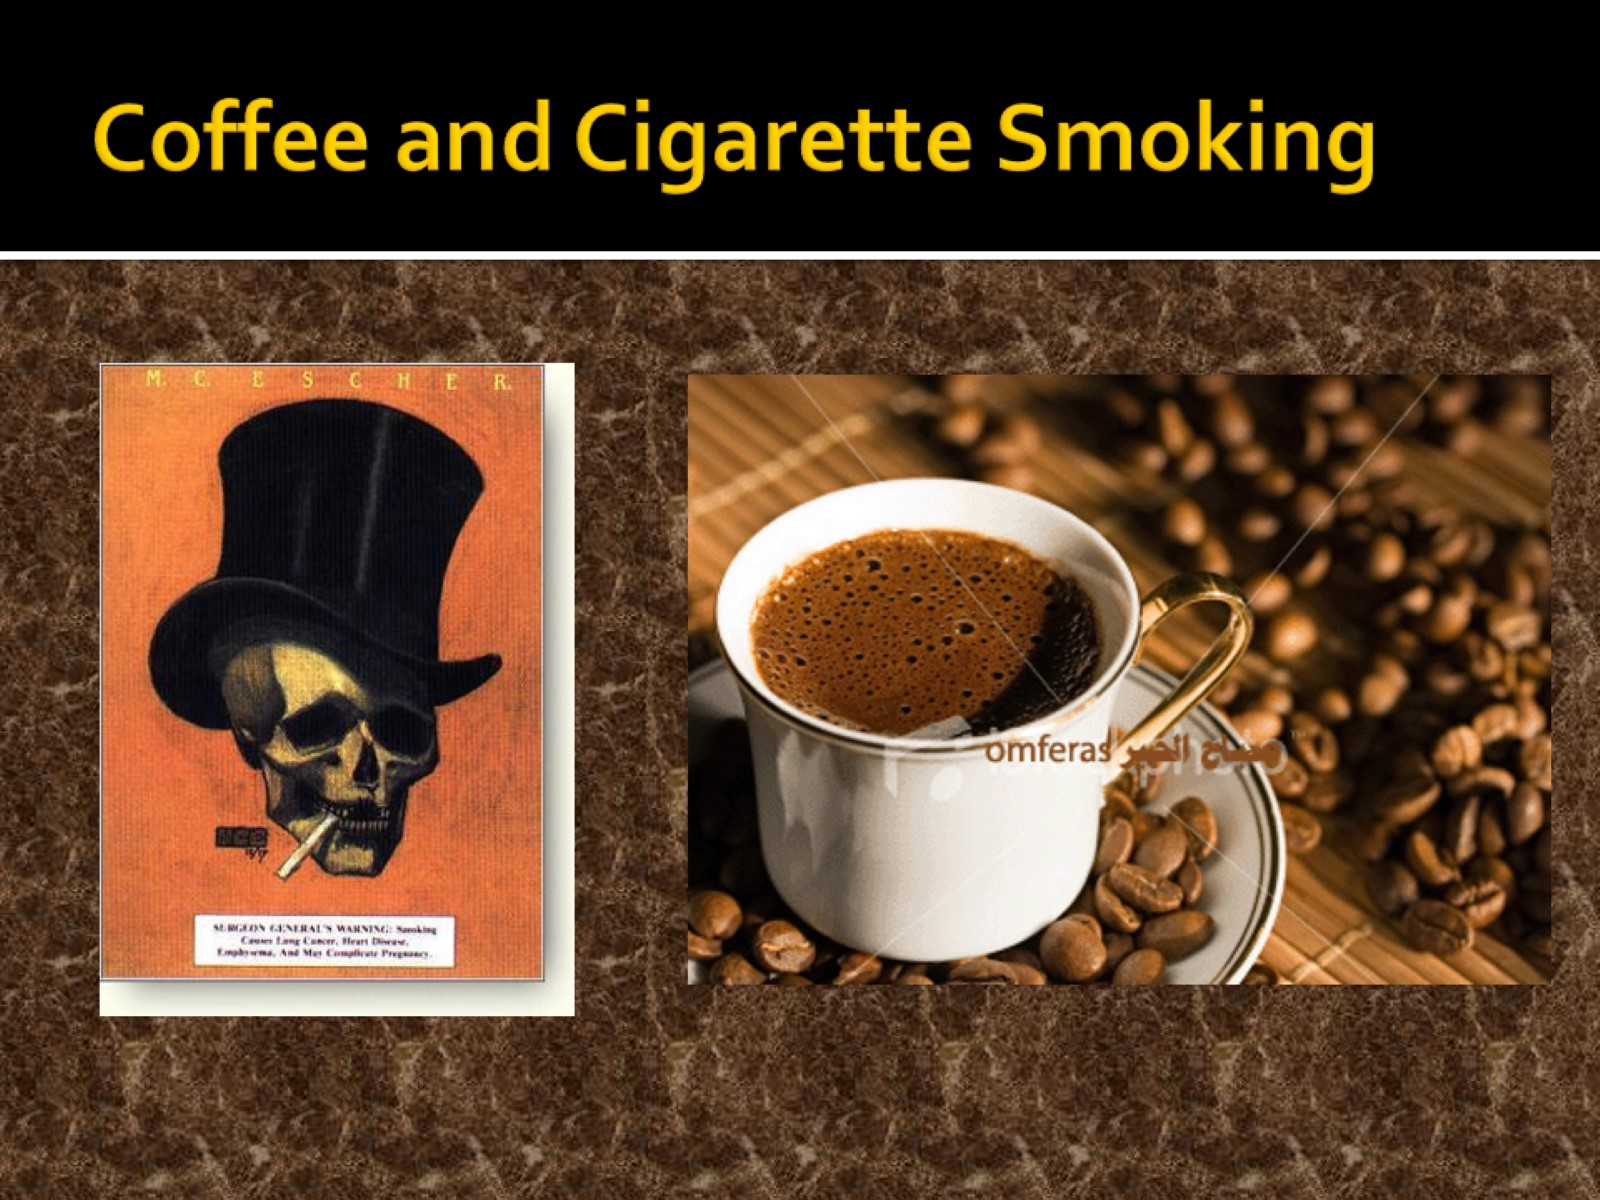 Coffee and Cigarette Smoking
M. C. E S C H E R.
SURGEON GENERAL'S WARNING: Smoking
Causes Lung Cancer, Heart Disease,
Emphysema, And May Complicate Pregnancy.
omferas